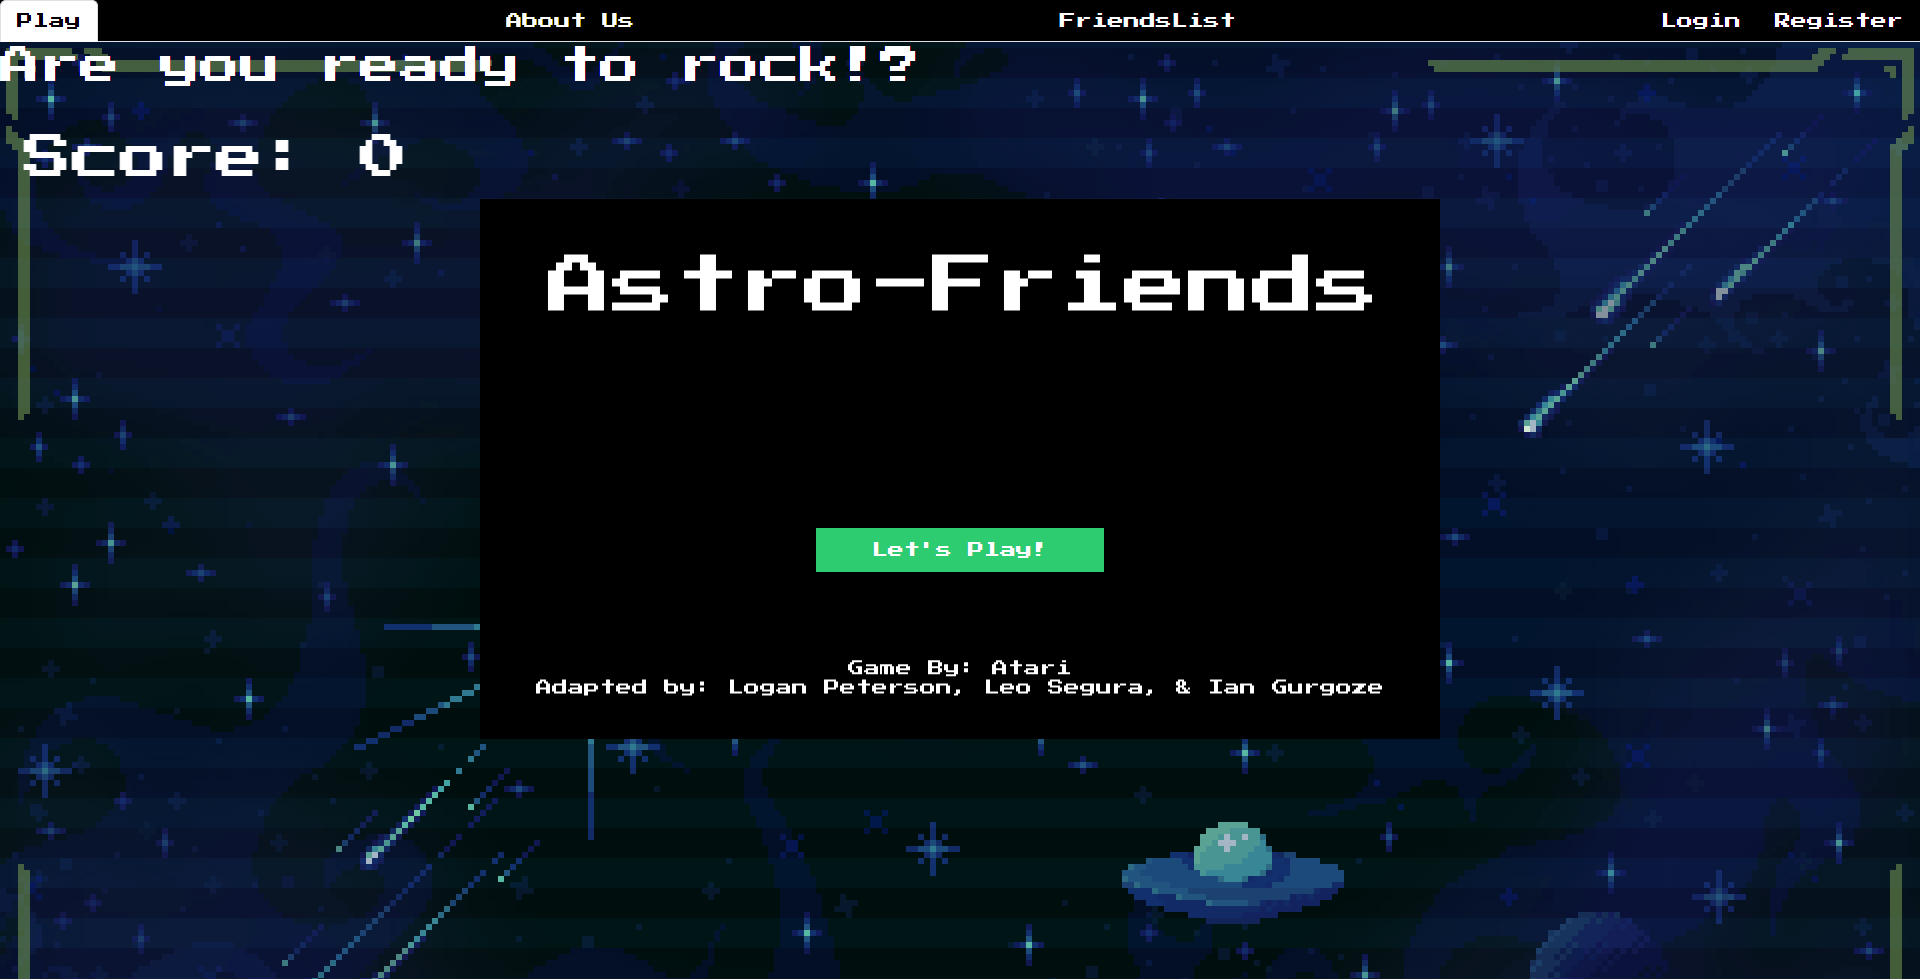 Play About Us FriendsList Login Register
Are you ready to rock!?
Score: 0
Astro-Friends
Let's Play!
Game By: Atari
Adapted by: Logan Peterson, Leo Segura, & Ian Gurgoze